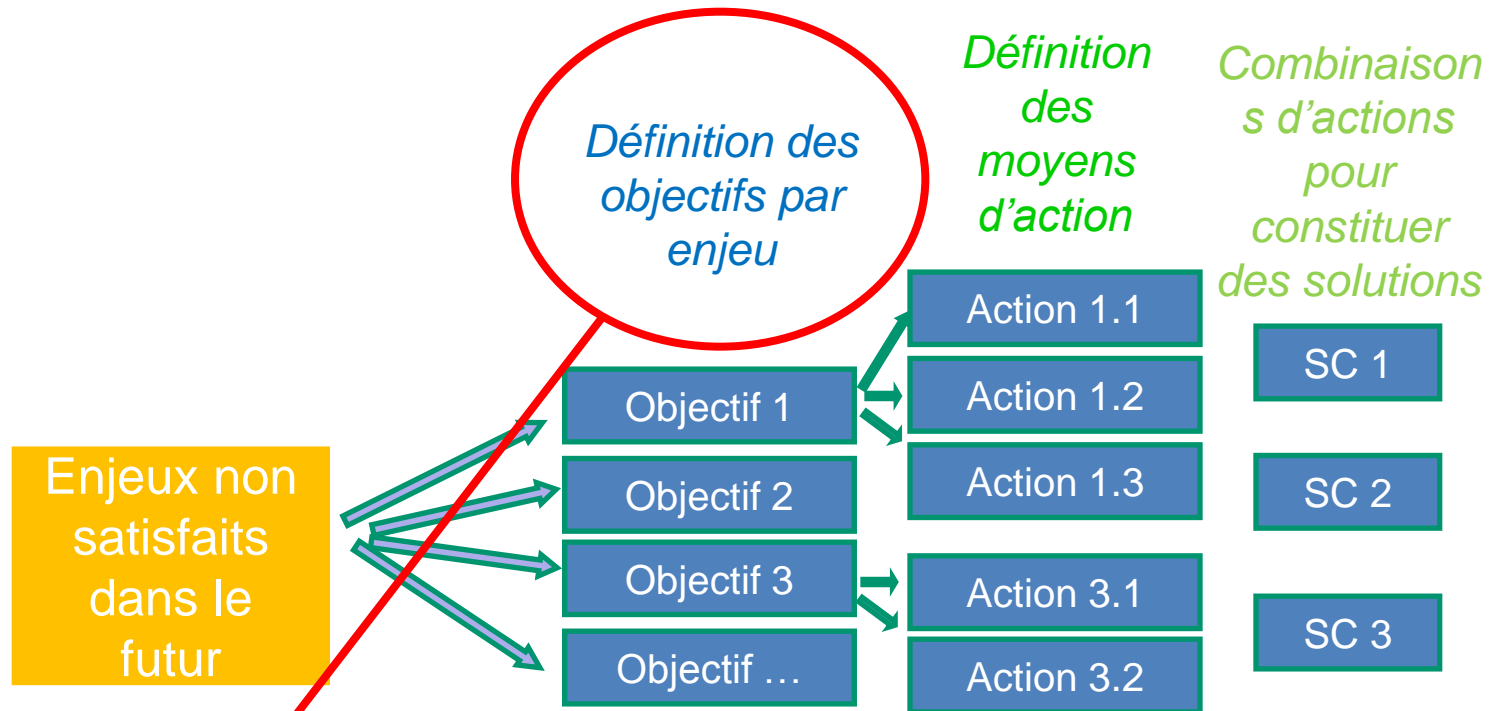 Définition des
objectifs par
enjeu
Définition
des
moyens
d’action
Combinaison
s d’actions
pour
constituer
des solutions
Enjeux non
satisfaits
dans le
futur
Objectif 1
Objectif 2
Objectif 3
Objectif …
Action 1.1
Action 1.2
Action 1.3
Action 3.1
Action 3.2
SC 1
SC 2
SC 3